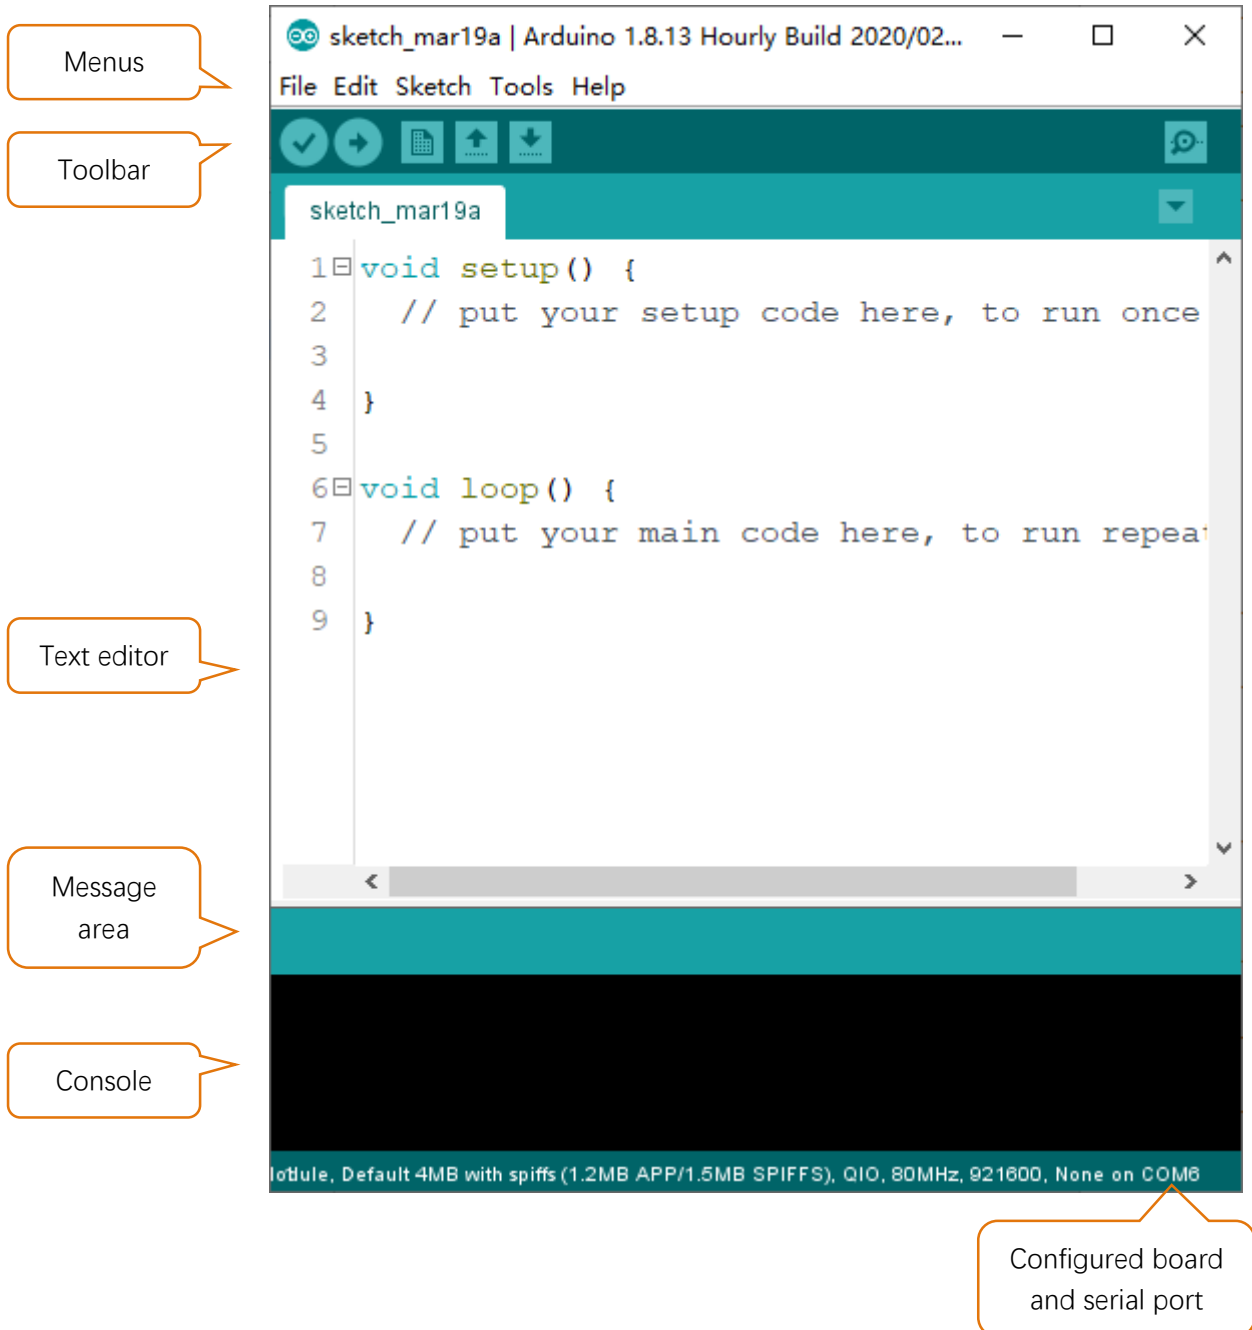 Menus
sketch_mar19a | Arduino 1.8.13 Hourly Build 2020/02...
File Edit Sketch Tools Help
Toolbar
sketch_mar19a
1 void setup() {
2 // put your setup code here, to run once
3
4 }
5
6 void loop() {
7 // put your main code here, to run repea
8
9 }
Text editor
Message
area
Console
Default 4MB with spiffs (1.2MB APP/1.5MB SPIFFS), QIO, 80MHz, 921600, None on COM6
Configured board
and serial port